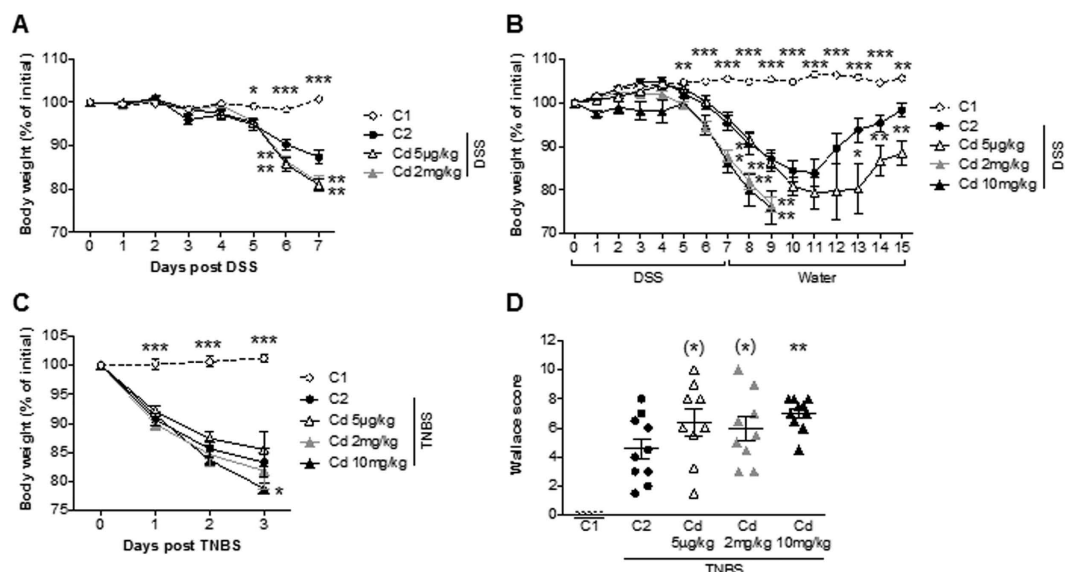 A
Body weight (% of initial)
110
100
90
80
70
* *** ***
**
**
**
**
0 1 2 3 4 5 6 7
Days post DSS
C1
C2
Cd 5µg/kg
Cd 2mg/kg
DSS
B
Body weight (% of initial)
110
100
90
80
70
*** *** *** *** ***
** *** *** *** *** **
*
*
**
**
**
**
* ** **
0 1 2 3 4 5 6 7 8 9 10 11 12 13 14 15
DSS Water
C1
C2
Cd 5µg/kg
Cd 2mg/kg
Cd 10mg/kg
DSS
C
Body weight (% of initial)
105
100
95
90
85
80
75
*** *** ***
*
0 1 2 3
Days post TNBS
C1
C2
Cd 5µg/kg
Cd 2mg/kg
Cd 10mg/kg
TNBS
D
Wallace score
12
10
8
6
4
2
0
(*) (*) **
C1 C2 Cd Cd Cd
5µg/kg 2mg/kg 10mg/kg
TNBS